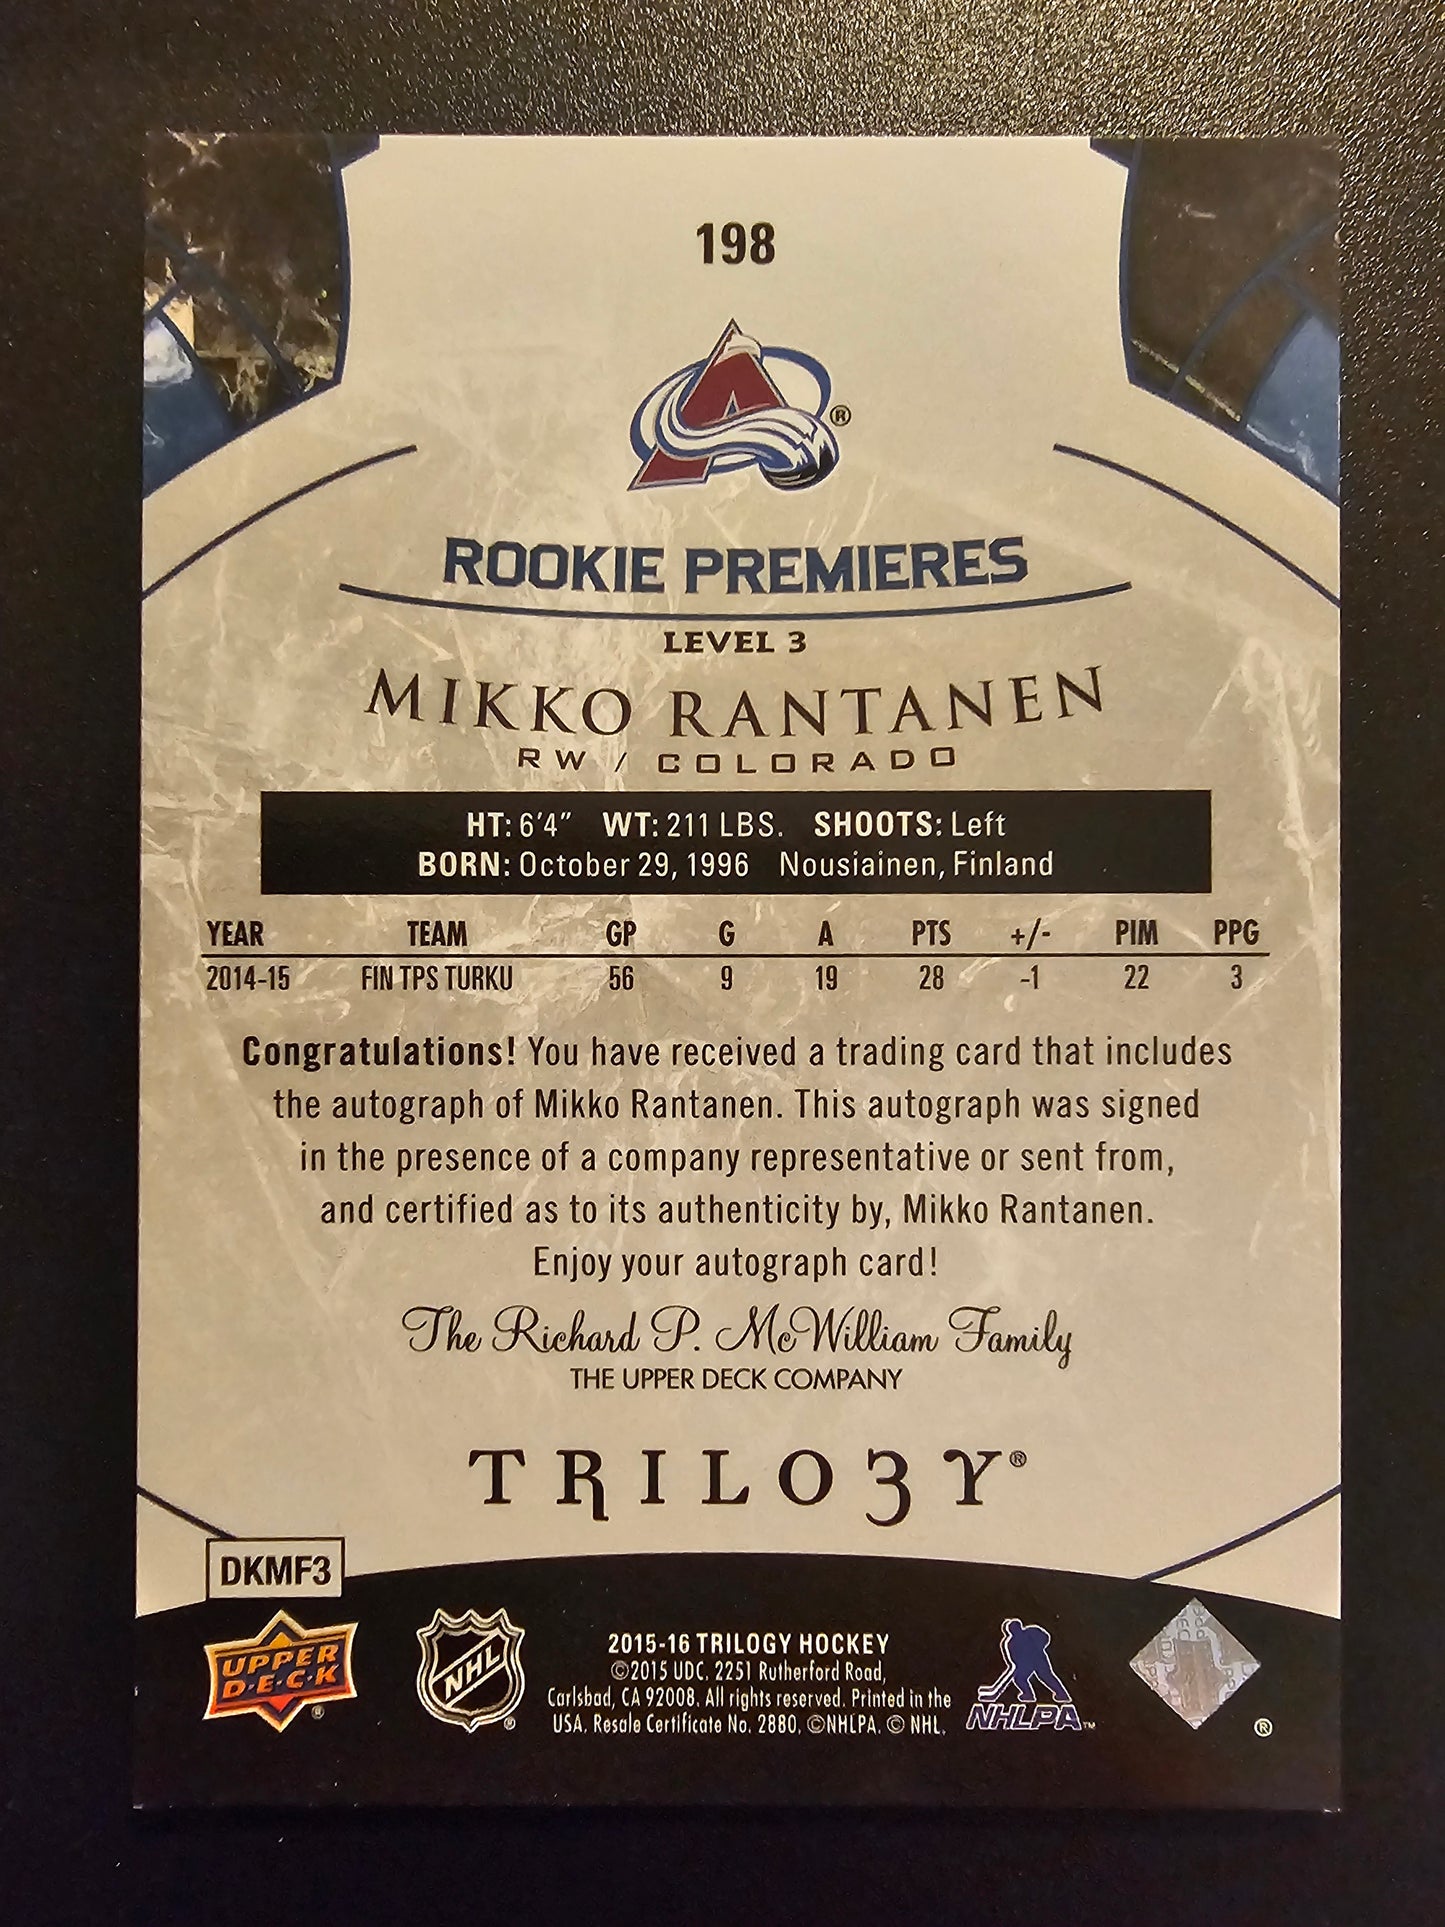 198
®
ROOKIE PREMIERES
LEVEL 3
MIKKO RANTANEN
RW / COLORADO
HT: 6'4" WT: 211 LBS. SHOOTS: Left
BORN: October 29, 1996 Nousiainen, Finland
YEAR TEAM GP G A PTS +/- PIM PPG
2014-15 FIN TPS TURKU 56 9 19 28 -1 22 3
Congratulations! You have received a trading card that includes
the autograph of Mikko Rantanen. This autograph was signed
in the presence of a company representative or sent from,
and certified as to its authenticity by, Mikko Rantanen.
Enjoy your autograph card!
The Richard P. McWilliam Family
THE UPPER DECK COMPANY
TRILO3Y®
DKMF3
UPPER
D·E·C·K ®
NHL ®
2015-16 TRILOGY HOCKEY
©2015 UDC. 2251 Rutherford Road,
Carlsbad, CA 92008. All rights reserved. Printed in the
USA. Resale Certificate No. 2880. ©NHLPA. © NHL.
NHLPA™
®